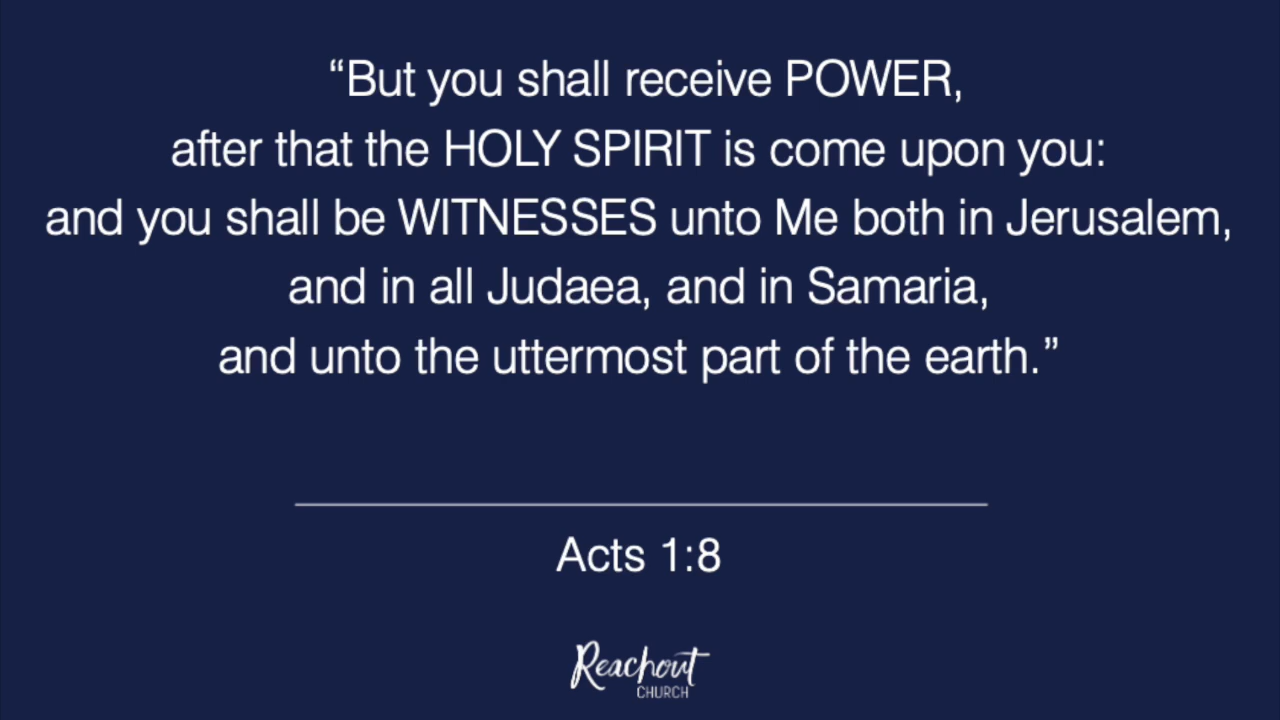 “But you shall receive POWER,
after that the HOLY SPIRIT is come upon you:
and you shall be WITNESSES unto Me both in Jerusalem,
and in all Judaea, and in Samaria,
and unto the uttermost part of the earth.”
Acts 1:8
Reachout
CHURCH